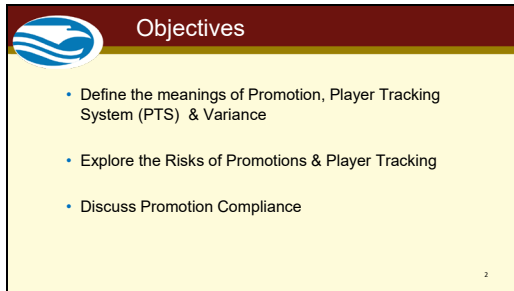 Objectives
• Define the meanings of Promotion, Player Tracking
System (PTS) & Variance
• Explore the Risks of Promotions & Player Tracking
• Discuss Promotion Compliance
2